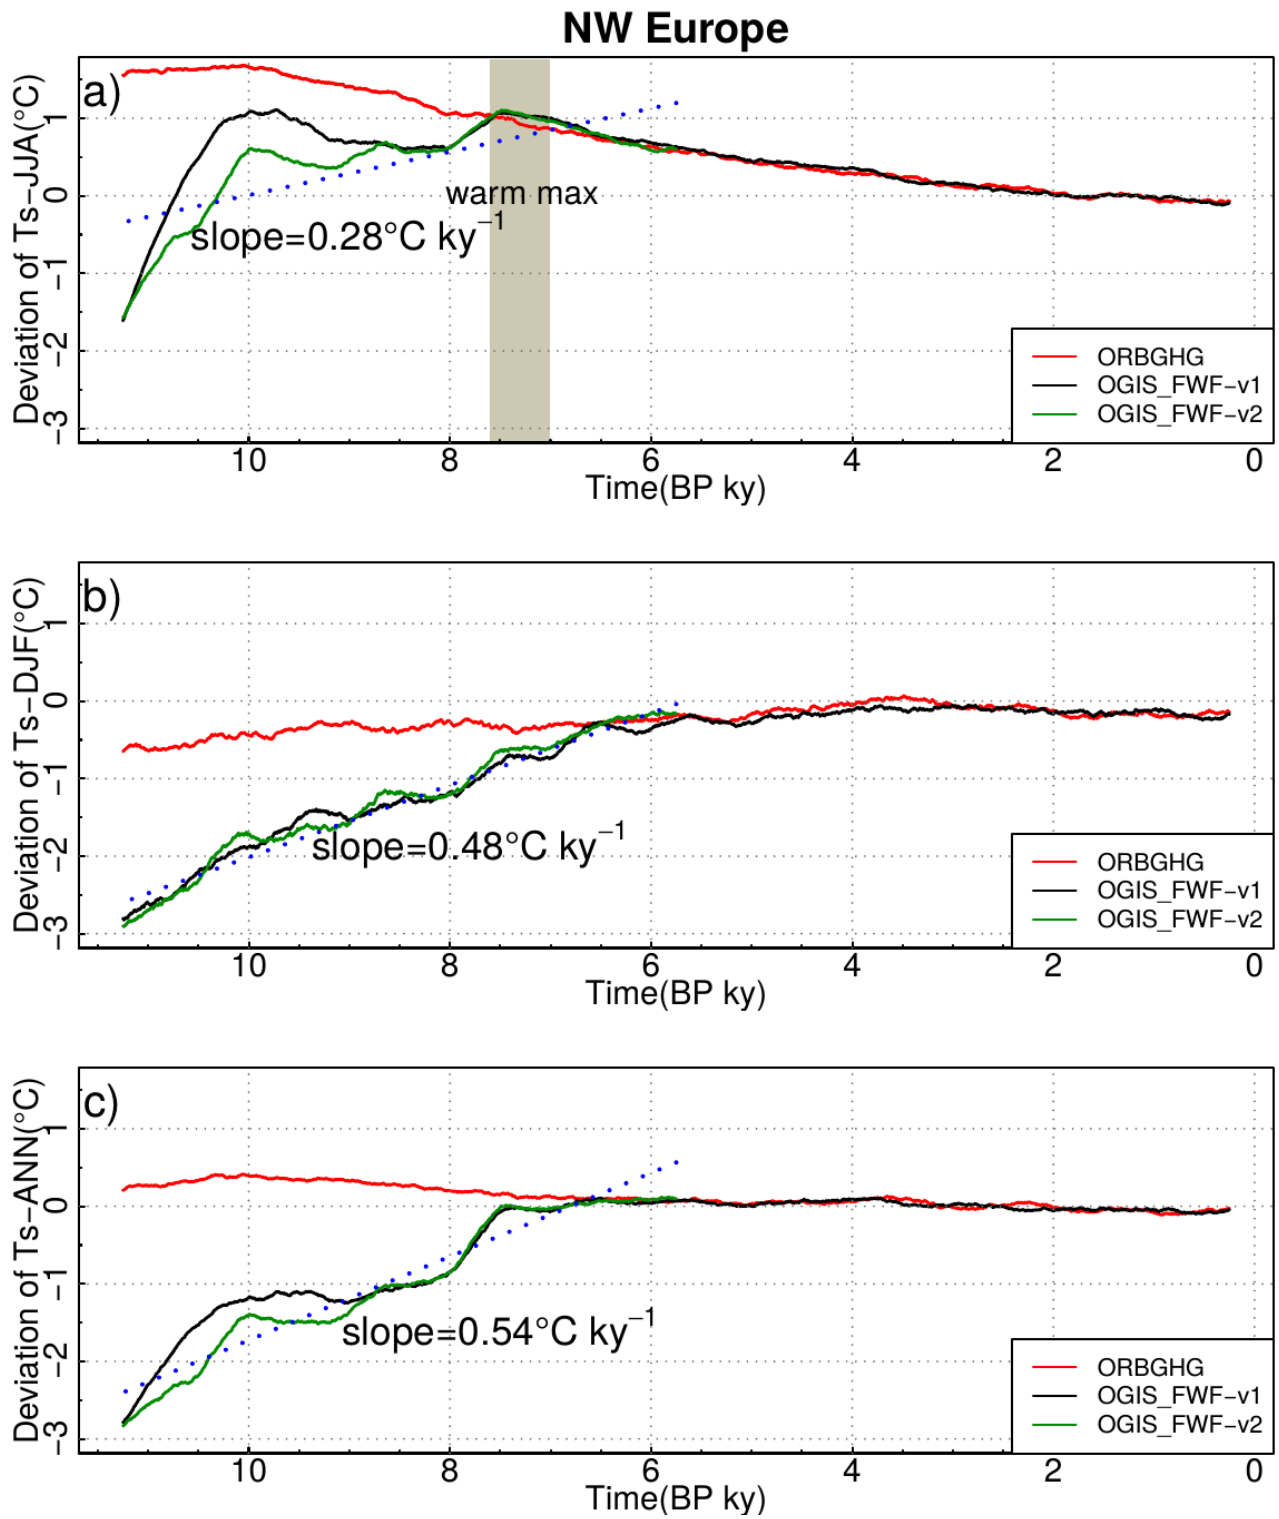 NW Europe
a)
Deviation of Ts−JJA(°C)
1
0
−1
−2
−3
warm max
slope=0.28°C ky−1
ORBGHG
OGIS_FWF−v1
OGIS_FWF−v2
10 8 6 4 2 0
Time(BP ky)
b)
Deviation of Ts−DJF(°C)
1
0
−1
−2
−3
slope=0.48°C ky−1
ORBGHG
OGIS_FWF−v1
OGIS_FWF−v2
10 8 6 4 2 0
Time(BP ky)
c)
Deviation of Ts−ANN(°C)
1
0
−1
−2
−3
slope=0.54°C ky−1
ORBGHG
OGIS_FWF−v1
OGIS_FWF−v2
10 8 6 4 2 0
Time(BP ky)